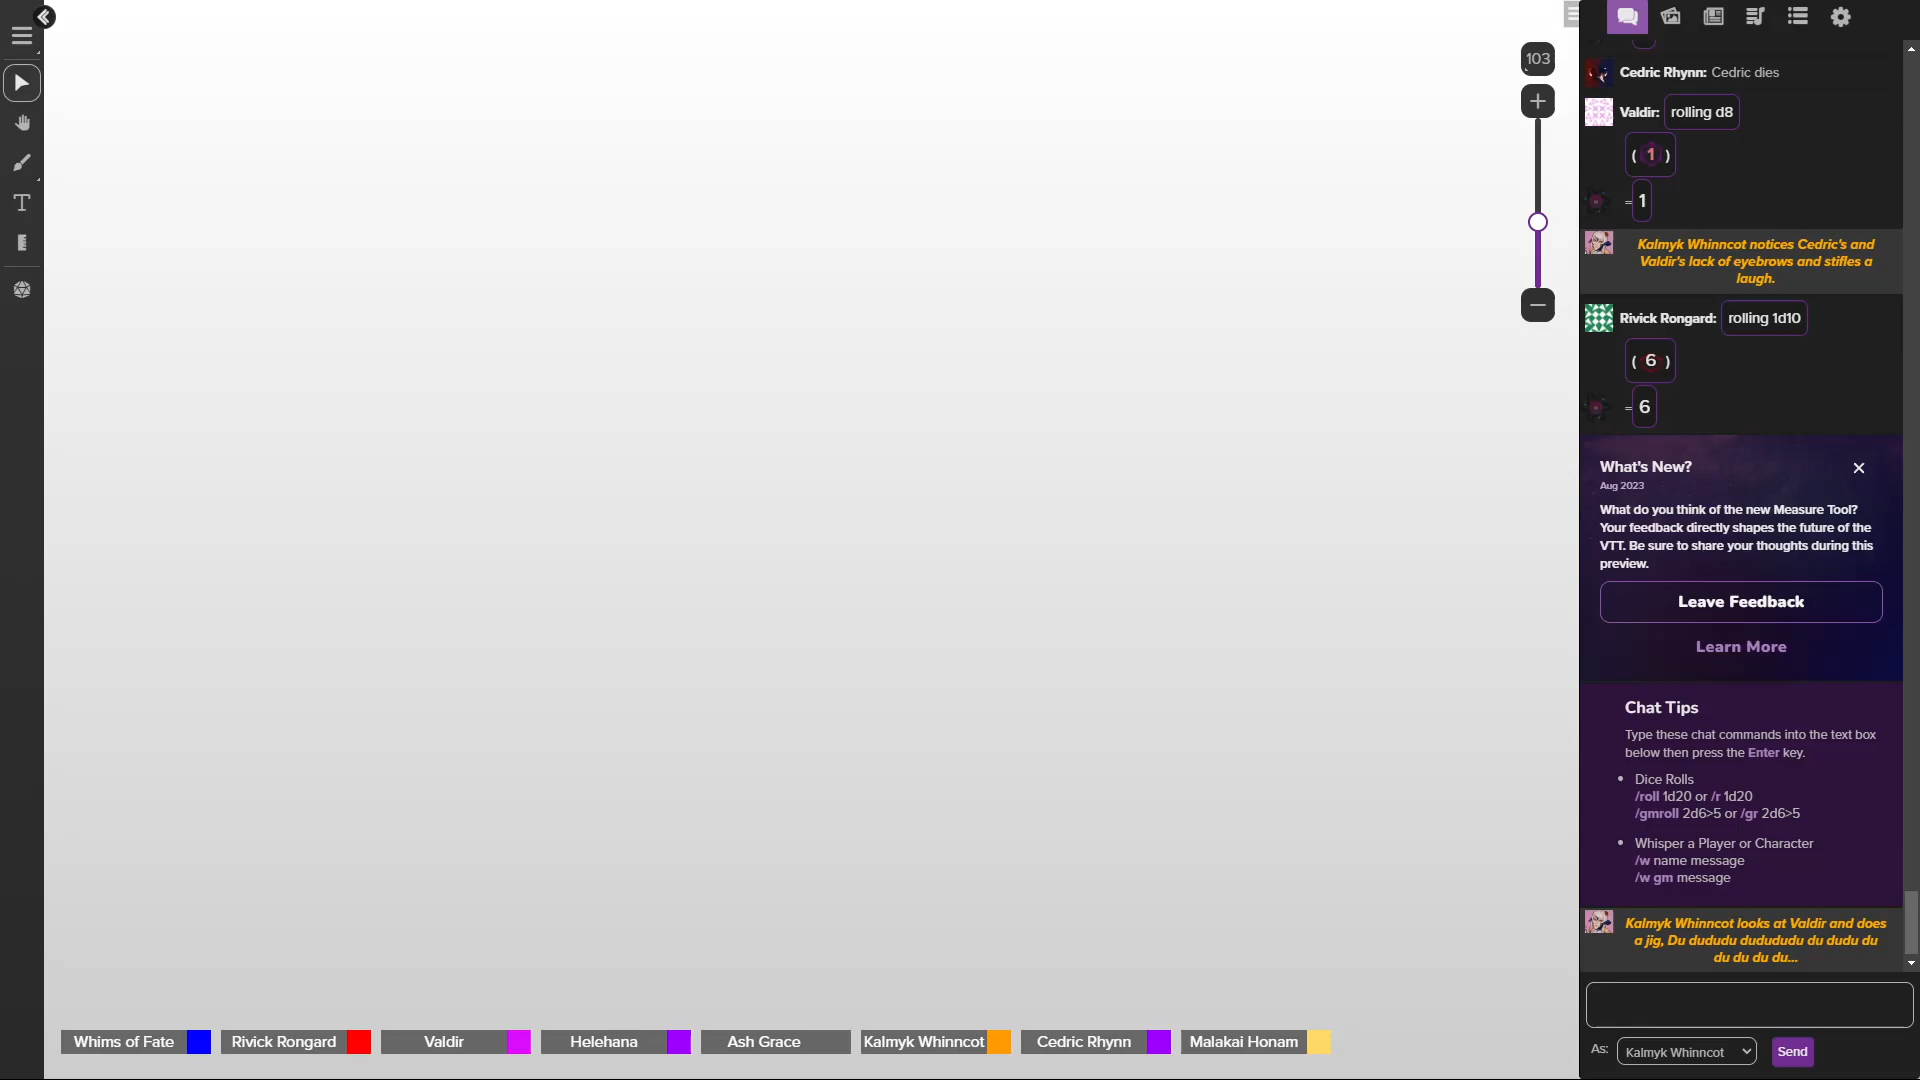 103
Cedric Rhynn: Cedric dies
Valdir: rolling d8
( 1 )
= 1
Kalmyk Whinncot notices Cedric's and
Valdir's lack of eyebrows and stifles a
laugh.
Rivick Rongard: rolling 1d10
( 6 )
= 6
What's New?
Aug 2023
What do you think of the new Measure Tool?
Your feedback directly shapes the future of the
VTT. Be sure to share your thoughts during this
preview.
Leave Feedback
Learn More
Chat Tips
Type these chat commands into the text box
below then press the Enter key.
• Dice Rolls
/roll 1d20 or /r 1d20
/gmroll 2d6>5 or /gr 2d6>5
• Whisper a Player or Character
/w name message
/w gm message
Kalmyk Whinncot looks at Valdir and does
a jig, Du dududu dudududu du dudu du
du du du du...
As: Kalmyk Whinncot Send
Whims of Fate
Rivick Rongard
Valdir
Helehana
Ash Grace
Kalmyk Whinncot
Cedric Rhynn
Malakai Honam